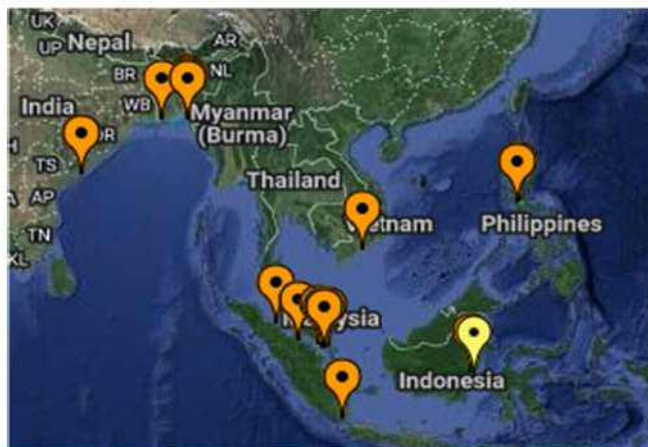 UK
UP
Nepal
AR
BR
NL
WB
India
Myanmar
(Burma)
TS
AP
Thailand
TN
KL
Vietnam
Philippines
Malaysia
Indonesia